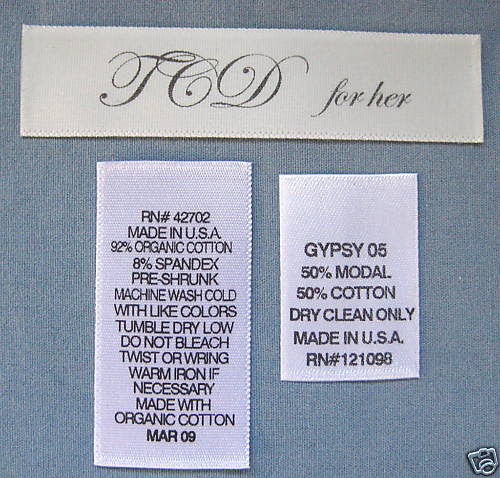 TCD for her
RN# 42702
MADE IN U.S.A.
92% ORGANIC COTTON
8% SPANDEX
PRE-SHRUNK
MACHINE WASH COLD
WITH LIKE COLORS
TUMBLE DRY LOW
DO NOT BLEACH
TWIST OR WRING
WARM IRON IF
NECESSARY
MADE WITH
ORGANIC COTTON
MAR 09
GYPSY 05
50% MODAL
50% COTTON
DRY CLEAN ONLY
MADE IN U.S.A.
RN#121098